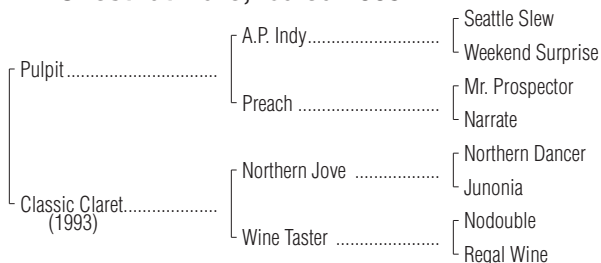 Seattle Slew
A.P. Indy
Weekend Surprise
Pulpit
Mr. Prospector
Preach
Narrate
Northern Dancer
Northern Jove
Junonia
Classic Claret
(1993)
Nodouble
Wine Taster
Regal Wine